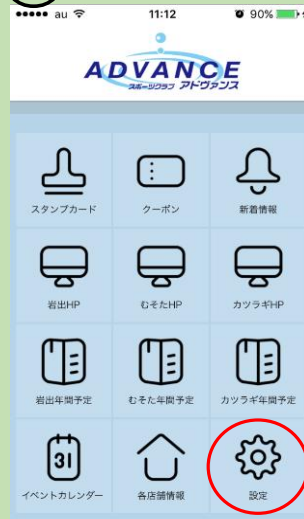 au 11:12 90%
ADVANCE
スポーツクラブ アドヴァンス
スタンプカード クーポン 新着情報
岩出HP むそたHP カツラギHP
岩出年間予定 むそた年間予定 カツラギ年間予定
31
イベントカレンダー 各店舗情報 設定